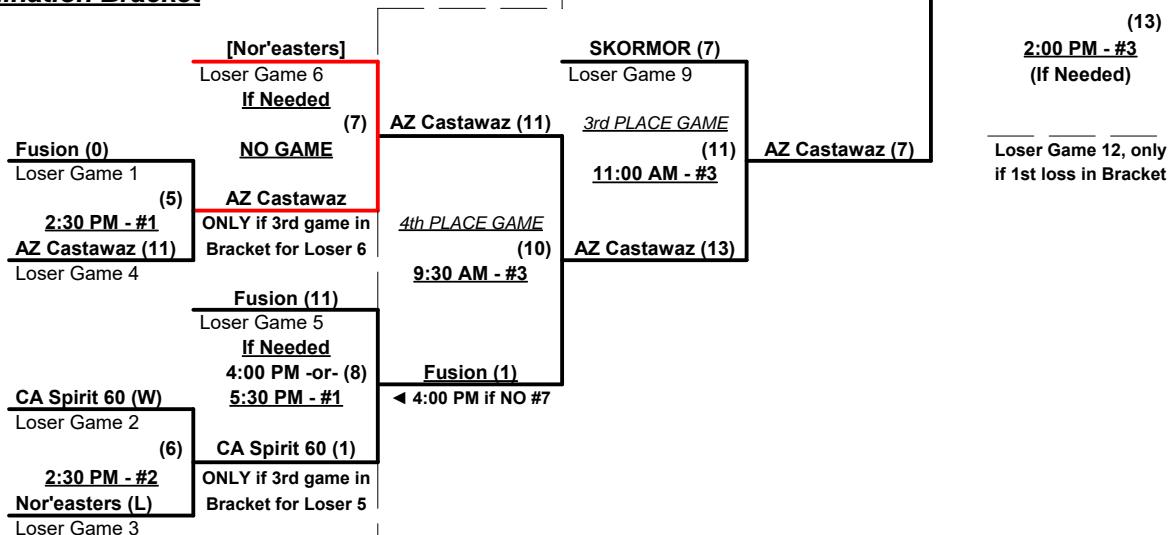 ination Bracket
(13)
2:00 PM - #3
(If Needed)
Loser Game 12, only
if 1st loss in Bracket
[Nor'easters]
Loser Game 6
If Needed
(7)
NO GAME
AZ Castawaz
ONLY if 3rd game in
Bracket for Loser 6
Fusion (0)
Loser Game 1
(5)
2:30 PM - #1
AZ Castawaz (11)
Loser Game 4
Fusion (11)
Loser Game 5
If Needed
4:00 PM -or- (8)
5:30 PM - #1
CA Spirit 60 (W)
Loser Game 2
(6)
2:30 PM - #2
Nor'easters (L)
Loser Game 3
CA Spirit 60 (1)
ONLY if 3rd game in
Bracket for Loser 5
AZ Castawaz (11)
4th PLACE GAME
(10)
9:30 AM - #3
Fusion (1)
◄ 4:00 PM if NO #7
SKORMOR (7)
Loser Game 9
3rd PLACE GAME
(11)
11:00 AM - #3
AZ Castawaz (13)
AZ Castawaz (7)